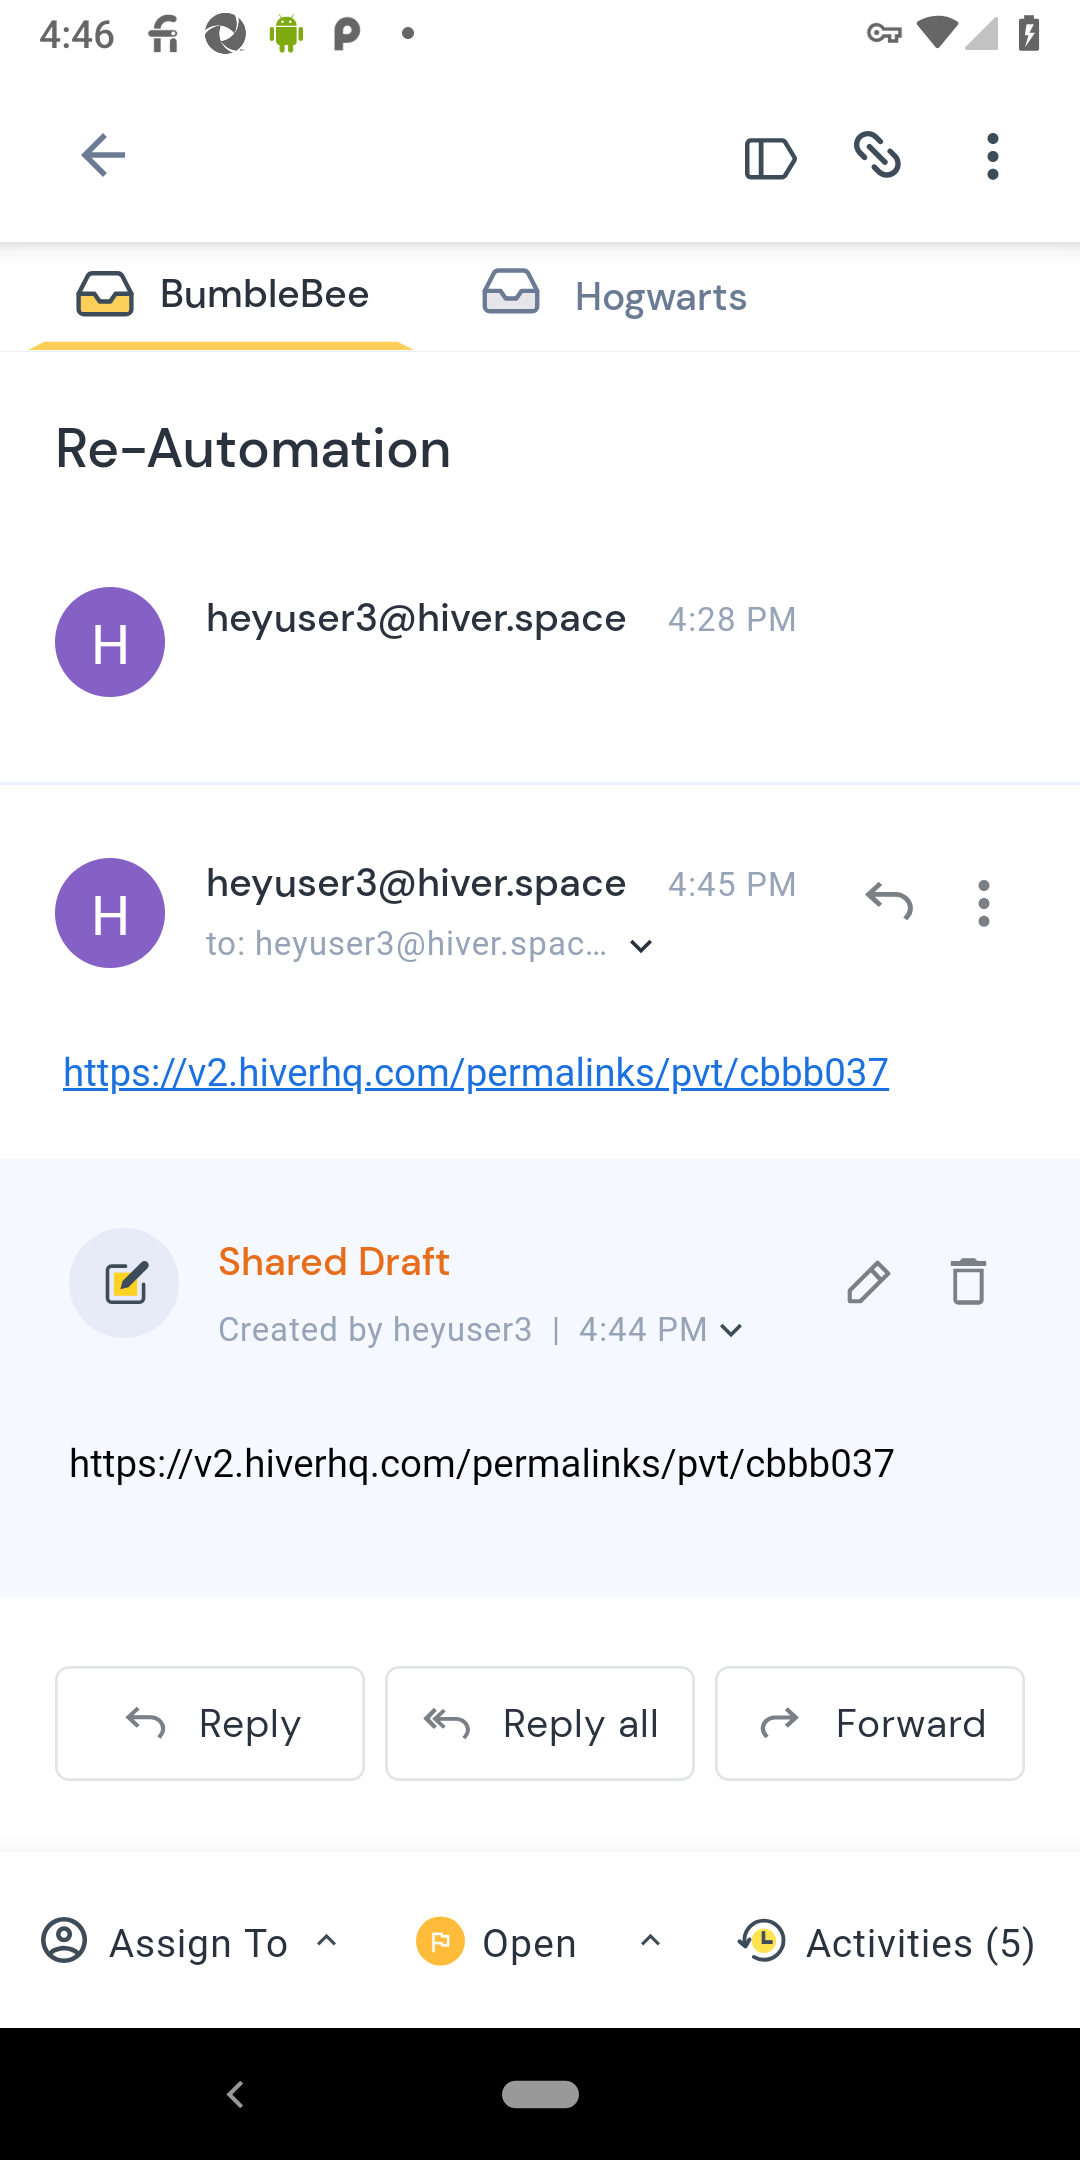 4:46
BumbleBee
Hogwarts
Re-Automation
H
heyuser3@hiver.space 4:28 PM
H
heyuser3@hiver.space 4:45 PM
to: heyuser3@hiver.spac...
https://v2.hiverhq.com/permalinks/pvt/cbbb037
Shared Draft
Created by heyuser3 | 4:44 PM
https://v2.hiverhq.com/permalinks/pvt/cbbb037
Reply
Reply all
Forward
Assign To
Open
Activities (5)